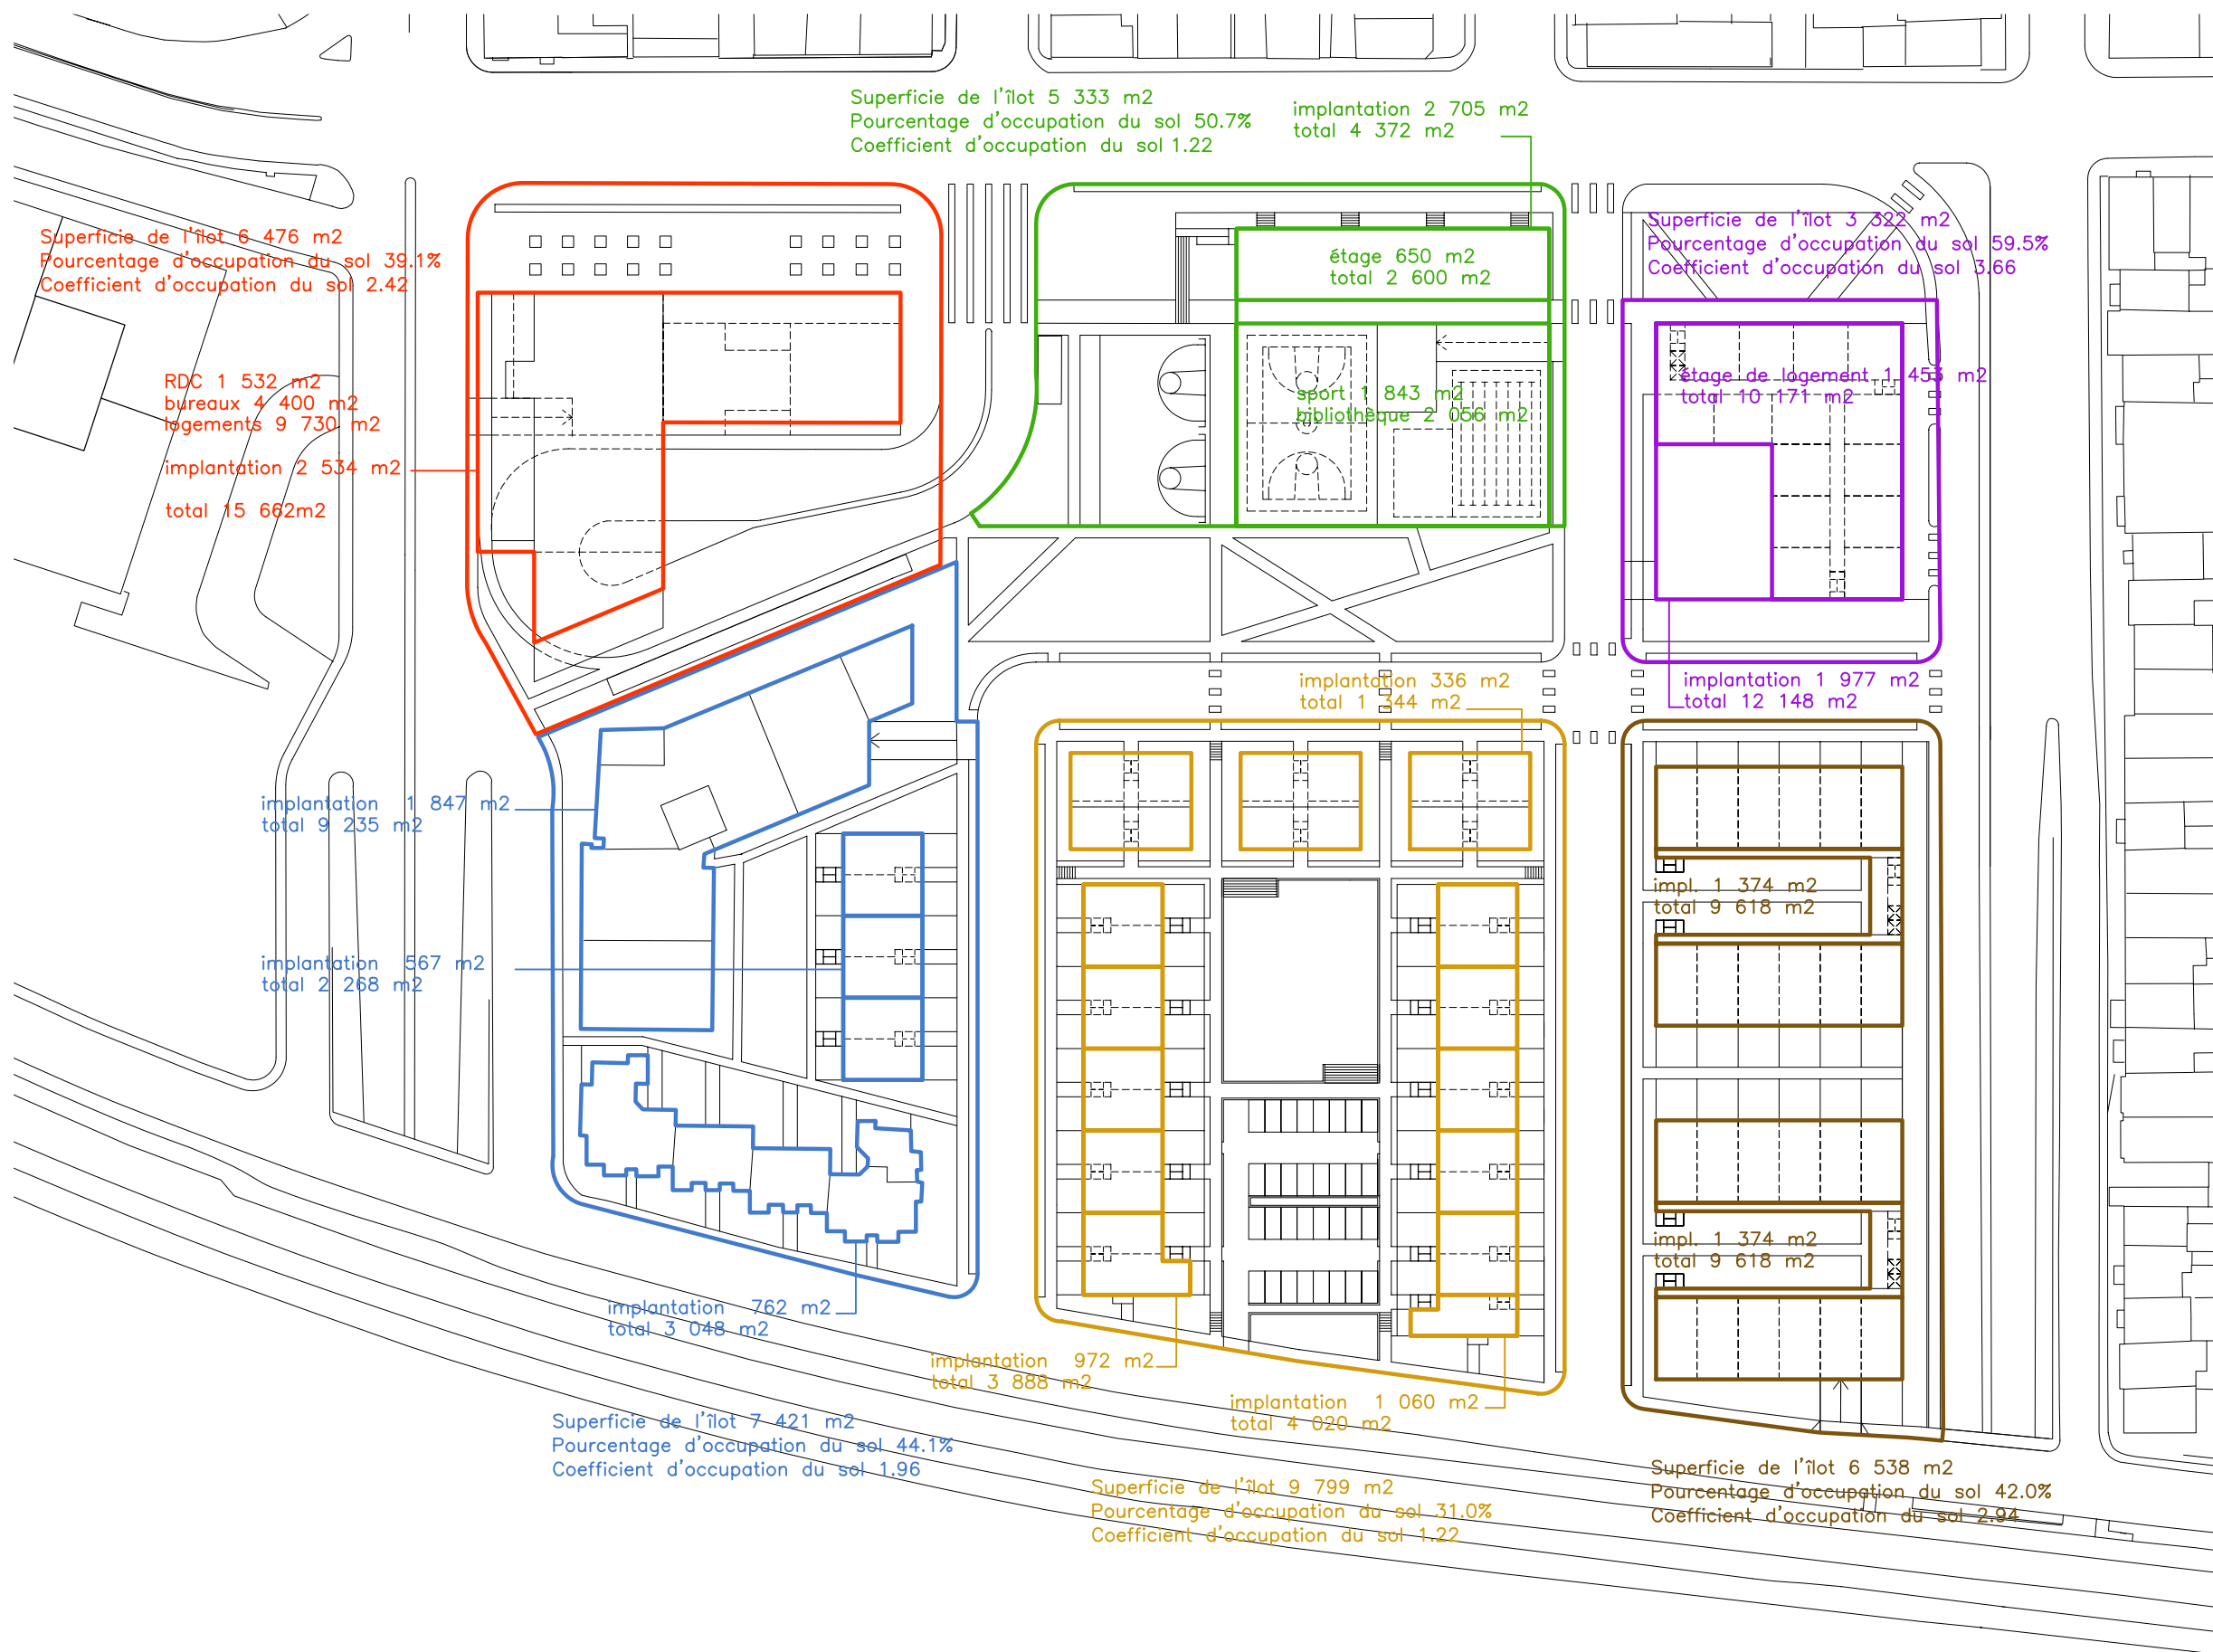 Superficie de l'îlot 5 333 m2
Pourcentage d'occupation du sol 50.7%
Coefficient d'occupation du sol 1.22
implantation 2 705 m2
total 4 372 m2
Superficie de l'îlot 6 476 m2
Pourcentage d'occupation du sol 39.1%
Coefficient d'occupation du sol 2.42
étage 650 m2
total 2 600 m2
Superficie de l'îlot 3 322 m2
Pourcentage d'occupation du sol 59.5%
Coefficient d'occupation du sol 3.66
RDC 1 532 m2
bureaux 4 400 m2
logements 9 730 m2
implantation 2 534 m2
total 15 662m2
sport 1 843 m2
bibliothèque 2 056 m2
étage de logement 1 453 m2
total 10 171 m2
implantation 336 m2
total 1 344 m2
implantation 1 977 m2
total 12 148 m2
implantation 1 847 m2
total 9 235 m2
impl. 1 374 m2
total 9 618 m2
implantation 567 m2
total 2 268 m2
impl. 1 374 m2
total 9 618 m2
implantation 762 m2
total 3 048 m2
implantation 972 m2
total 3 888 m2
implantation 1 060 m2
total 4 020 m2
Superficie de l'îlot 7 421 m2
Pourcentage d'occupation du sol 44.1%
Coefficient d'occupation du sol 1.96
Superficie de l'îlot 9 799 m2
Pourcentage d'occupation du sol 31.0%
Coefficient d'occupation du sol 1.22
Superficie de l'îlot 6 538 m2
Pourcentage d'occupation du sol 42.0%
Coefficient d'occupation du sol 2.94